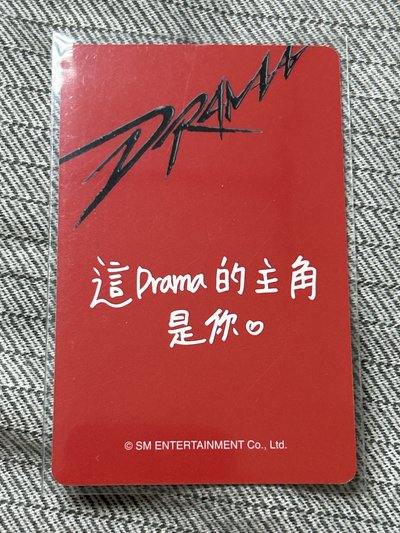 DRAMA
這Drama的主角
是你♡
© SM ENTERTAINMENT Co., Ltd.